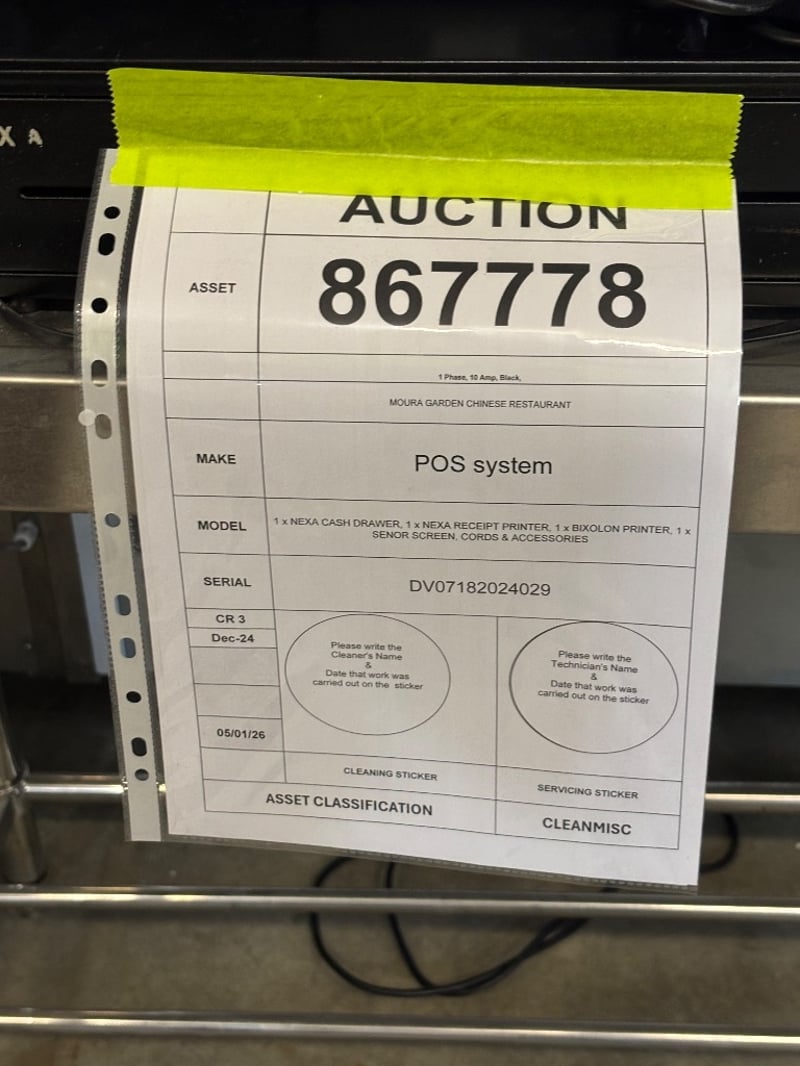 X A
AUCTION
ASSET
867778
1 Phase, 10 Amp, Black,
MOURA GARDEN CHINESE RESTAURANT
MAKE
POS system
MODEL
1 x NEXA CASH DRAWER, 1 x NEXA RECEIPT PRINTER, 1 x BIXOLON PRINTER, 1 x
SENOR SCREEN, CORDS & ACCESSORIES
SERIAL
DV07182024029
CR 3
Dec-24
05/01/26
Please write the
Cleaner's Name
&
Date that work was
carried out on the sticker
Please write the
Technician's Name
&
Date that work was
carried out on the sticker
CLEANING STICKER
SERVICING STICKER
ASSET CLASSIFICATION
CLEANMISC